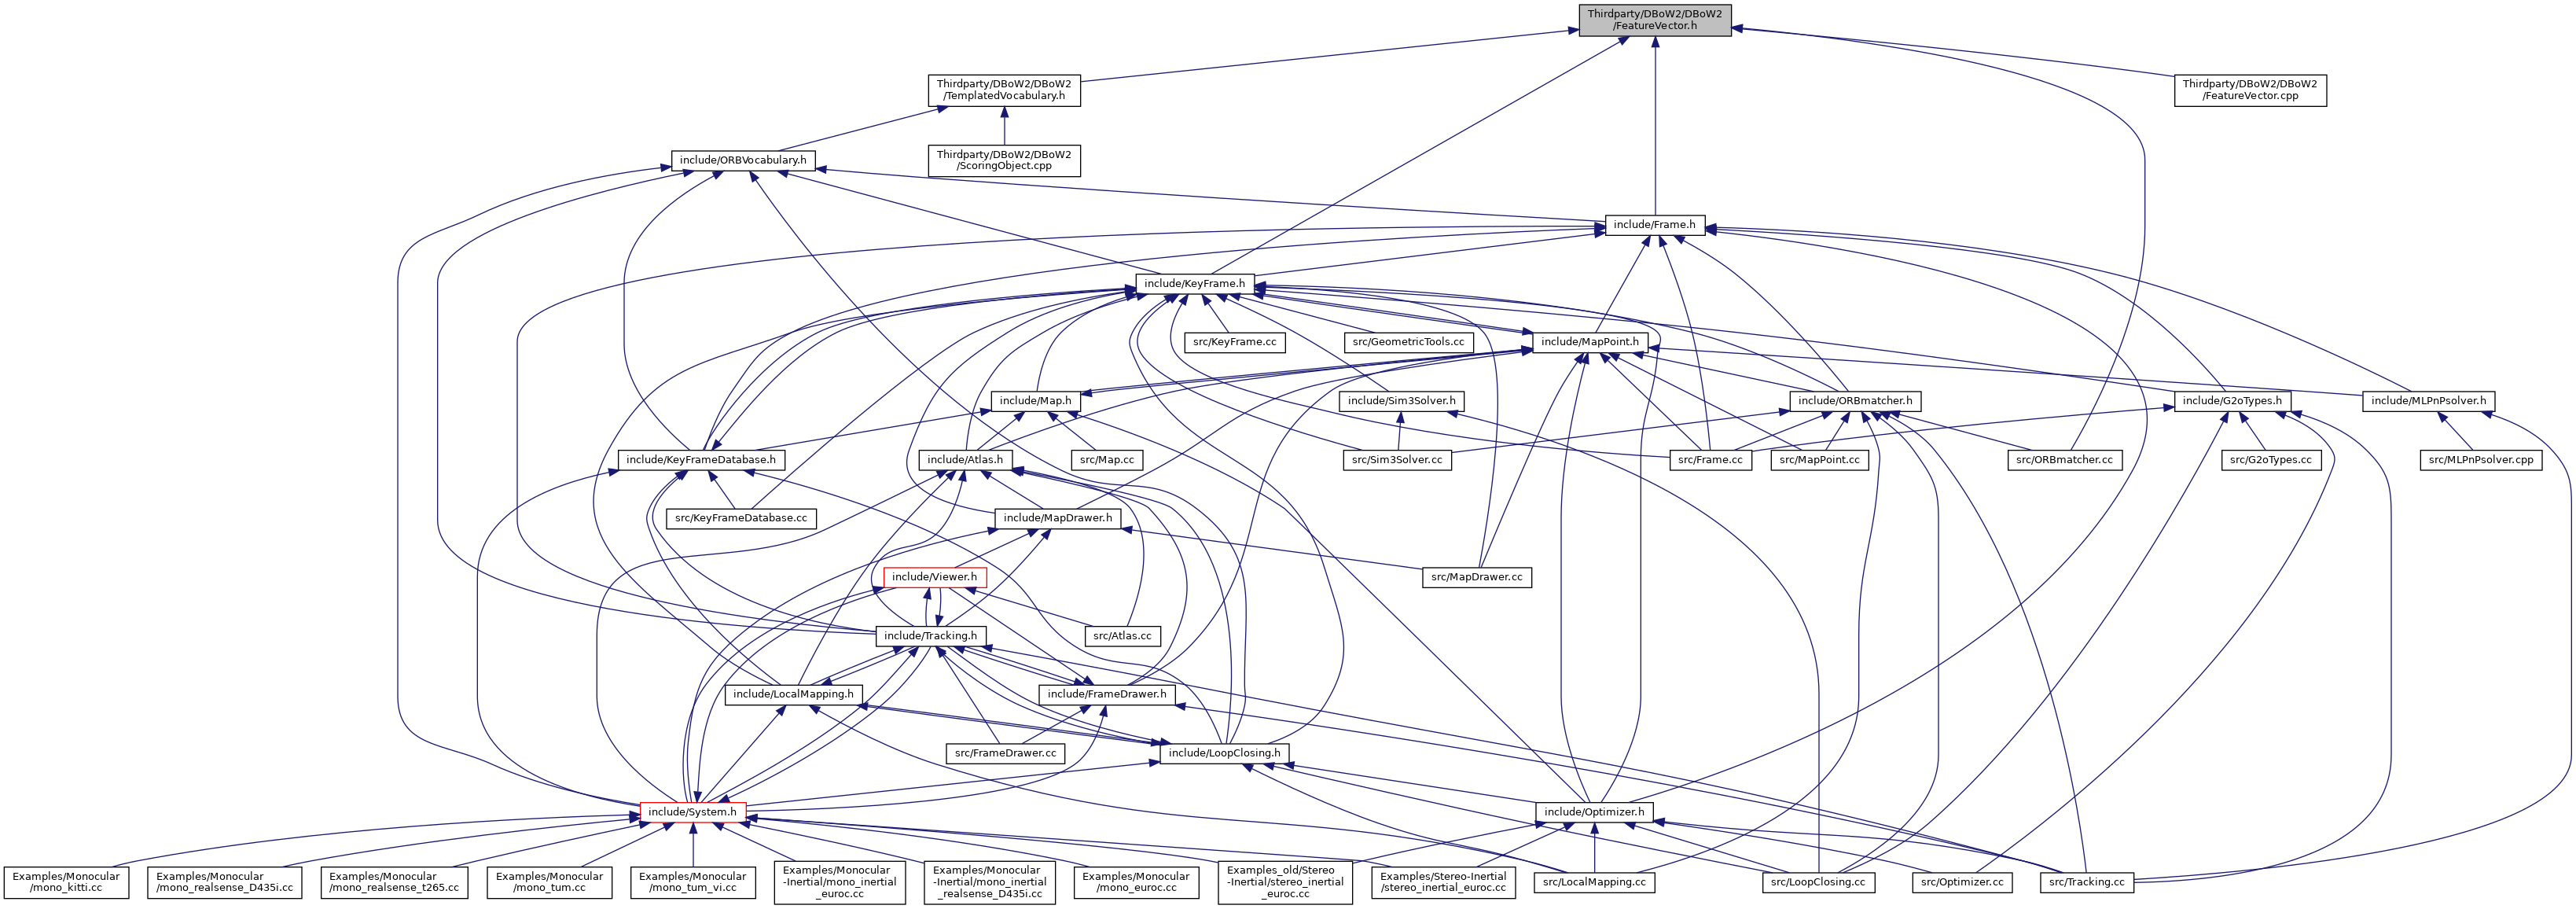 Thirdparty/DBoW2/DBoW2
/FeatureVector.h
Thirdparty/DBoW2/DBoW2
/TemplatedVocabulary.h
Thirdparty/DBoW2/DBoW2
/FeatureVector.cpp
include/ORBVocabulary.h
Thirdparty/DBoW2/DBoW2
/ScoringObject.cpp
include/Frame.h
include/KeyFrame.h
src/KeyFrame.cc
src/GeometricTools.cc
include/MapPoint.h
include/Map.h
include/Sim3Solver.h
include/ORBmatcher.h
include/G2oTypes.h
include/MLPnPsolver.h
include/KeyFrameDatabase.h
include/Atlas.h
src/Map.cc
src/Sim3Solver.cc
src/Frame.cc
src/MapPoint.cc
src/ORBmatcher.cc
src/G2oTypes.cc
src/MLPnPsolver.cpp
src/KeyFrameDatabase.cc
include/MapDrawer.h
include/Viewer.h
src/MapDrawer.cc
include/Tracking.h
src/Atlas.cc
include/LocalMapping.h
include/FrameDrawer.h
src/FrameDrawer.cc
include/LoopClosing.h
include/System.h
include/Optimizer.h
Examples/Monocular
/mono_kitti.cc
Examples/Monocular
/mono_realsense_D435i.cc
Examples/Monocular
/mono_realsense_t265.cc
Examples/Monocular
/mono_tum.cc
Examples/Monocular
/mono_tum_vi.cc
Examples/Monocular
-Inertial/mono_inertial
_euroc.cc
Examples/Monocular
-Inertial/mono_inertial
_realsense_D435i.cc
Examples/Monocular
/mono_euroc.cc
Examples_old/Stereo
-Inertial/stereo_inertial
_euroc.cc
Examples/Stereo-Inertial
/stereo_inertial_euroc.cc
src/LocalMapping.cc
src/LoopClosing.cc
src/Optimizer.cc
src/Tracking.cc